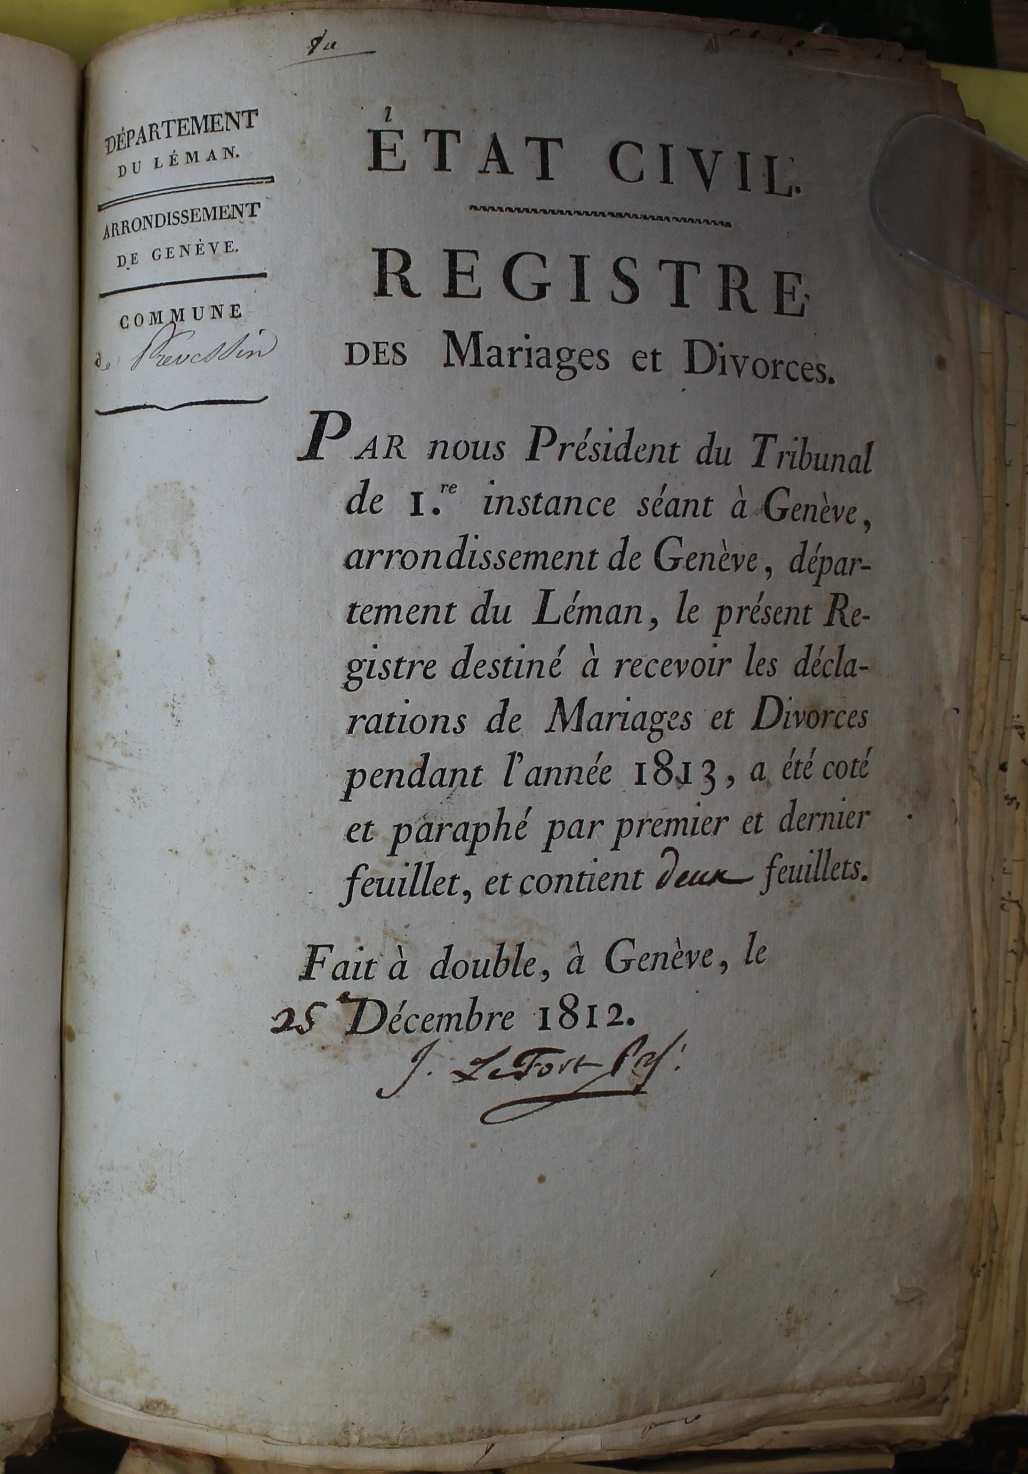 DÉPARTEMENT
DU LÉMAN.
ARRONDISSEMENT
DE GENÈVE.
COMMUNE
de Prevessin
ÉTAT CIVIL.
REGISTRE
DES Mariages et Divorces.
PAR nous Président du Tribunal
de 1.re instance séant à Genève,
arrondissement de Genève, dépar-
tement du Léman, le présent Re-
gistre destiné à recevoir les décla-
rations de Mariages et Divorces
pendant l'année 1813, a été coté
et paraphé par premier et dernier
feuillet, et contient deux feuillets.
Fait à double, à Genève, le
25 Décembre 1812.
J. LeFort